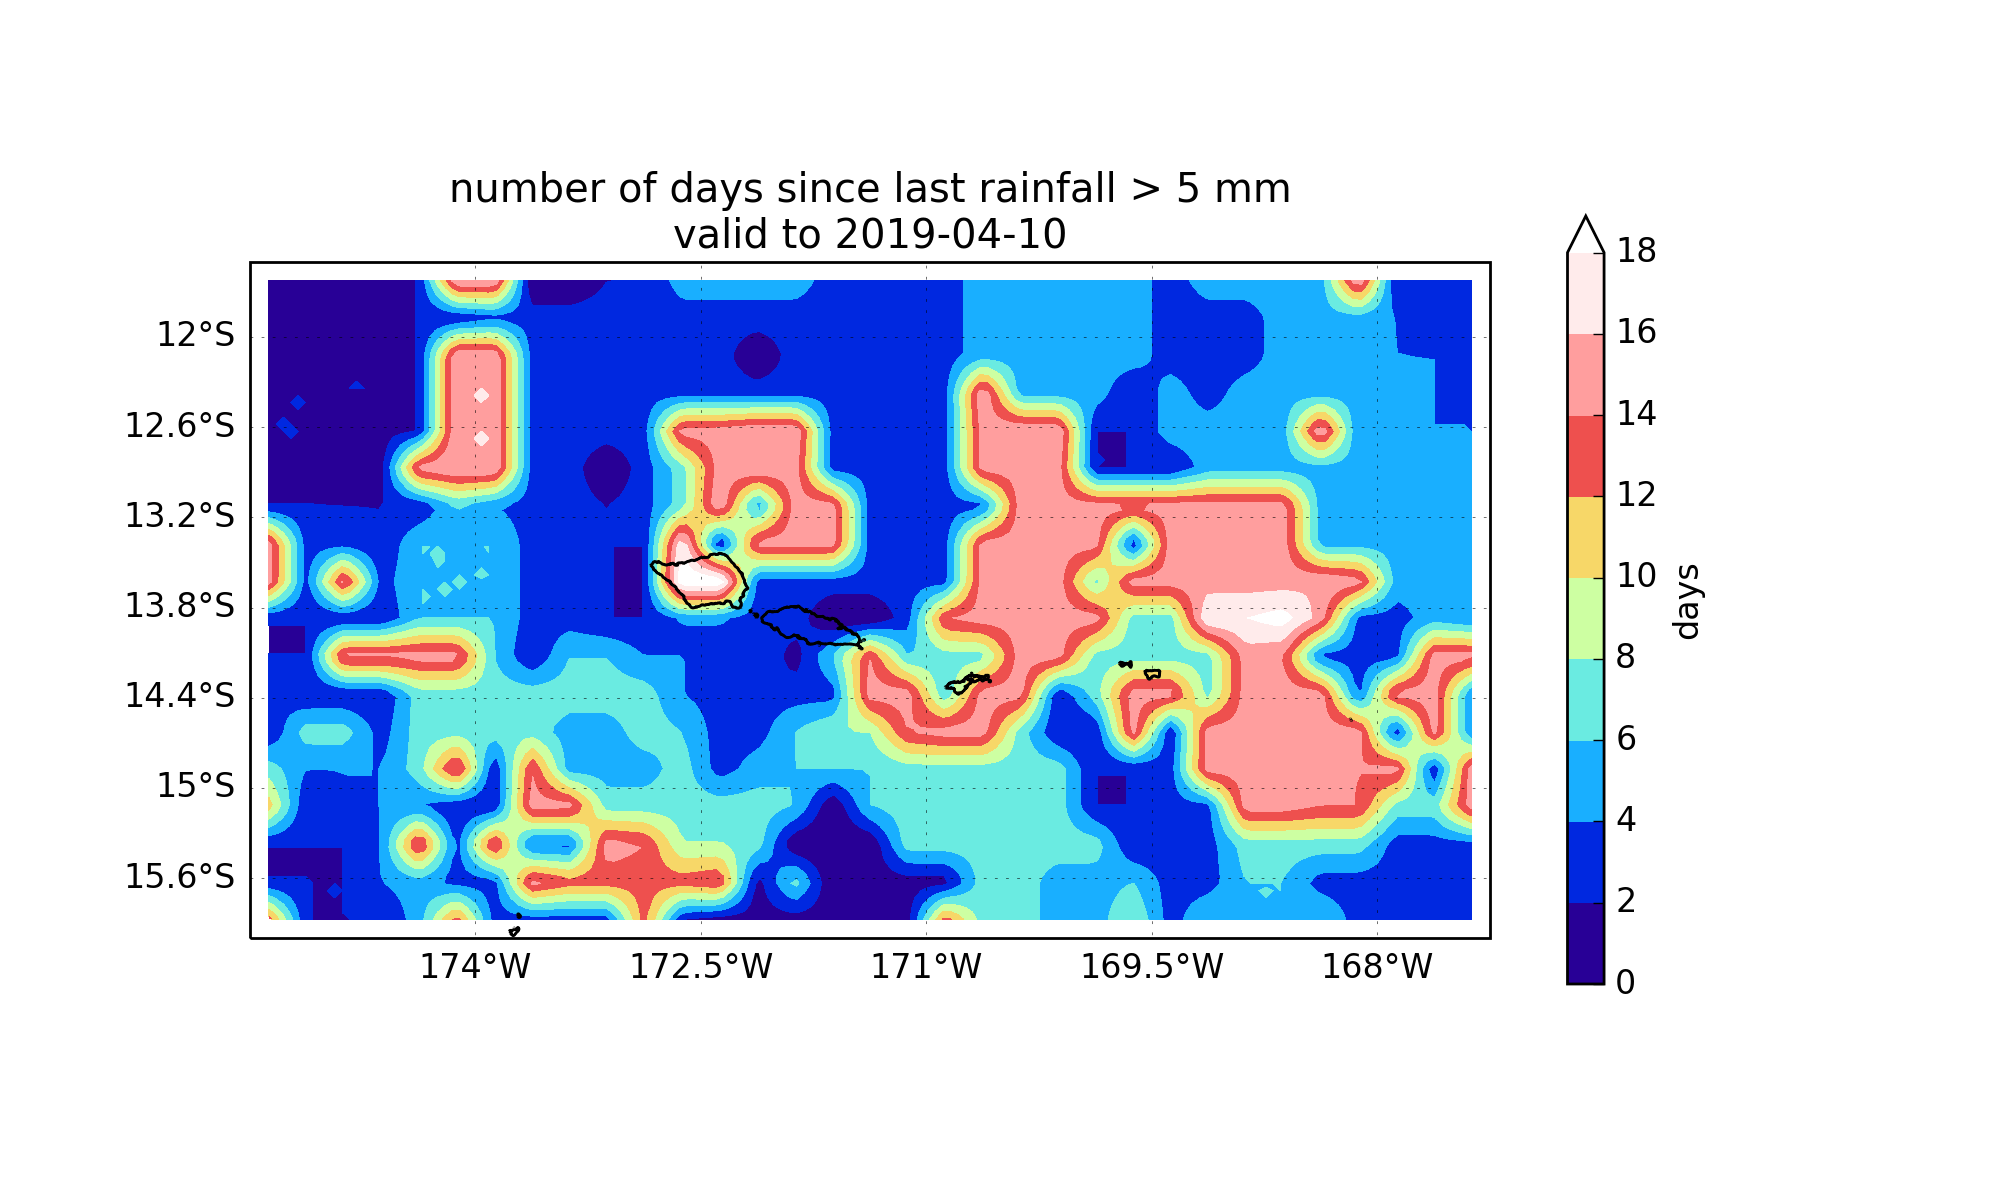 number of days since last rainfall > 5 mm
valid to 2019-04-10
12°S
12.6°S
13.2°S
13.8°S
14.4°S
15°S
15.6°S
174°W
172.5°W
171°W
169.5°W
168°W
18
16
14
12
10
8
6
4
2
0
days